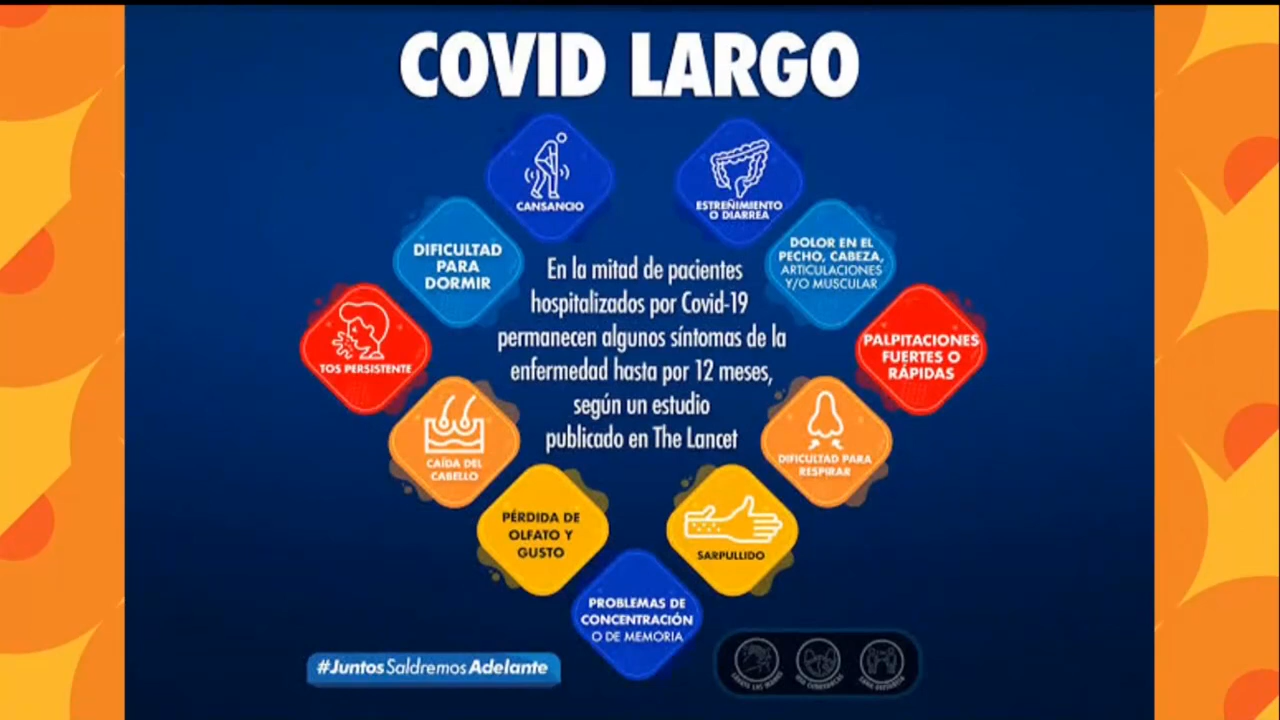 COVID LARGO
CANSANCIO
ESTREÑIMIENTO
O DIARREA
DIFICULTAD
PARA
DORMIR
DOLOR EN EL
PECHO, CABEZA,
ARTICULACIONES
Y/O MUSCULAR
En la mitad de pacientes
hospitalizados por Covid-19
permanecen algunos síntomas de la
enfermedad hasta por 12 meses,
según un estudio
publicado en The Lancet
TOS PERSISTENTE
PALPITACIONES
FUERTES O
RÁPIDAS
CAÍDA DEL
CABELLO
DIFICULTAD PARA
RESPIRAR
PÉRDIDA DE
OLFATO Y
GUSTO
SARPULLIDO
PROBLEMAS DE
CONCENTRACIÓN
O DE MEMORIA
#JuntosSaldremosAdelante